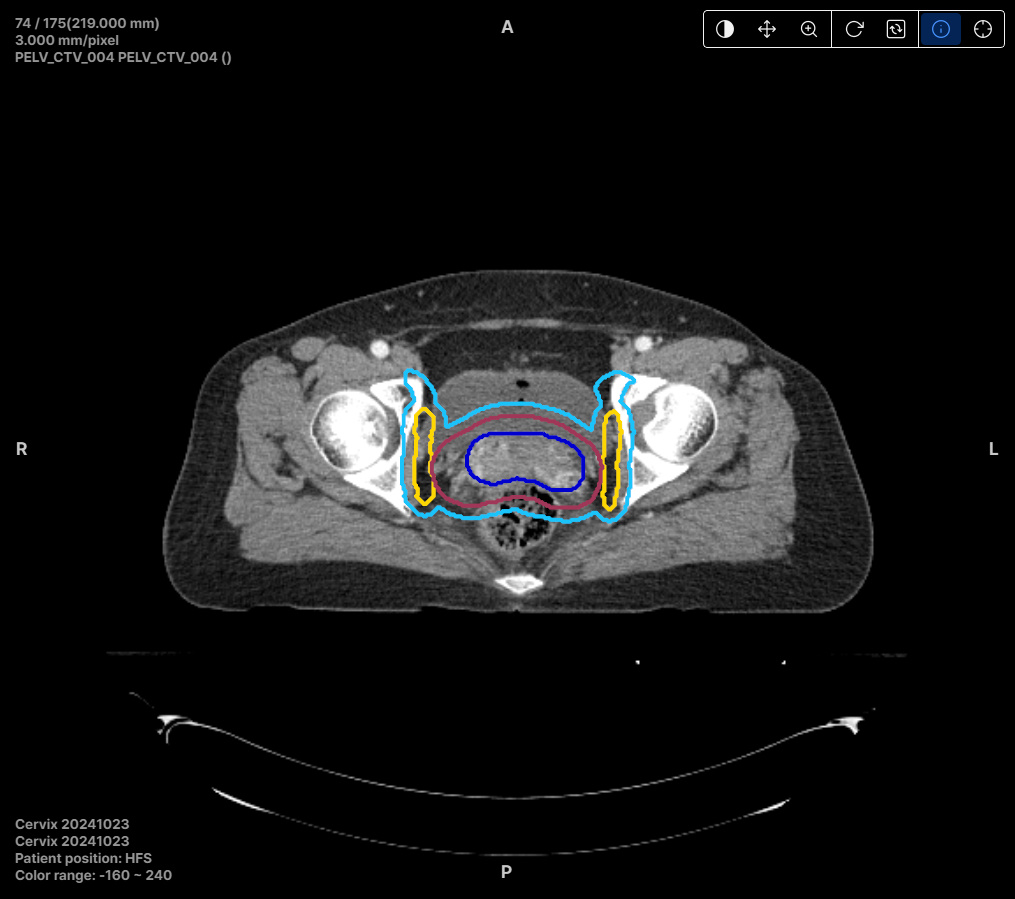 74 / 175(219.000 mm)
3.000 mm/pixel
PELV_CTV_004 PELV_CTV_004 ()
A
R
L
Cervix 20241023
Cervix 20241023
Patient position: HFS
Color range: -160 ~ 240
P